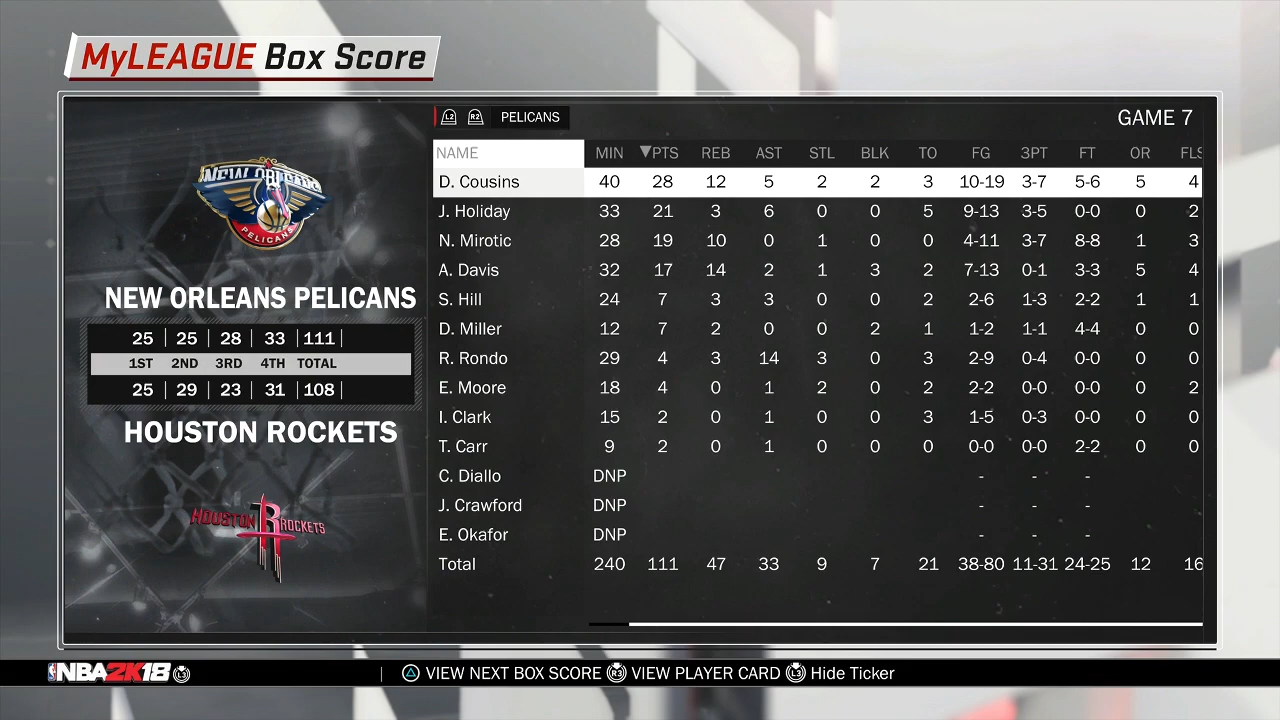 MyLEAGUE Box Score
L2 R2 PELICANS GAME 7
NAME MIN ▼PTS REB AST STL BLK TO FG 3PT FT OR FLS
D. Cousins 40 28 12 5 2 2 3 10-19 3-7 5-6 5 4
J. Holiday 33 21 3 6 0 0 5 9-13 3-5 0-0 0 2
N. Mirotic 28 19 10 0 1 0 0 4-11 3-7 8-8 1 3
A. Davis 32 17 14 2 1 3 2 7-13 0-1 3-3 5 4
S. Hill 24 7 3 3 0 0 2 2-6 1-3 2-2 1 1
D. Miller 12 7 2 0 0 2 1 1-2 1-1 4-4 0 0
R. Rondo 29 4 3 14 3 0 3 2-9 0-4 0-0 0 0
E. Moore 18 4 0 1 2 0 2 2-2 0-0 0-0 0 2
I. Clark 15 2 0 1 0 0 3 1-5 0-3 0-0 0 0
T. Carr 9 2 0 1 0 0 0 0-0 0-0 2-2 0 0
C. Diallo DNP - - -
J. Crawford DNP - - -
E. Okafor DNP - - -
Total 240 111 47 33 9 7 21 38-80 11-31 24-25 12 16
NEW ORLEANS
PELICANS
NEW ORLEANS PELICANS
25 25 28 33 111
1ST 2ND 3RD 4TH TOTAL
25 29 23 31 108
HOUSTON ROCKETS
HOUSTON R ROCKETS
NBA2K18 L3 VIEW NEXT BOX SCORE R3 VIEW PLAYER CARD L3 Hide Ticker